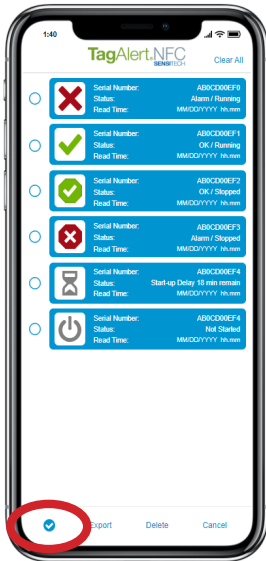 1:40
TagAlert.NFC
SENSITECH
Clear All
Serial Number: AB0CD00EF0
Status: Alarm / Running
Read Time: MM/DD/YYYY hh.mm
Serial Number: AB0CD00EF1
Status: OK / Running
Read Time: MM/DD/YYYY hh.mm
Serial Number: AB0CD00EF2
Status: OK / Stopped
Read Time: MM/DD/YYYY hh.mm
Serial Number: AB0CD00EF3
Status: Alarm / Stopped
Read Time: MM/DD/YYYY hh.mm
Serial Number: AB0CD00EF4
Status: Start-up Delay 18 min remain
Read Time: MM/DD/YYYY hh.mm
Serial Number: AB0CD00EF4
Status: Not Started
Read Time: MM/DD/YYYY hh.mm
Export Delete Cancel